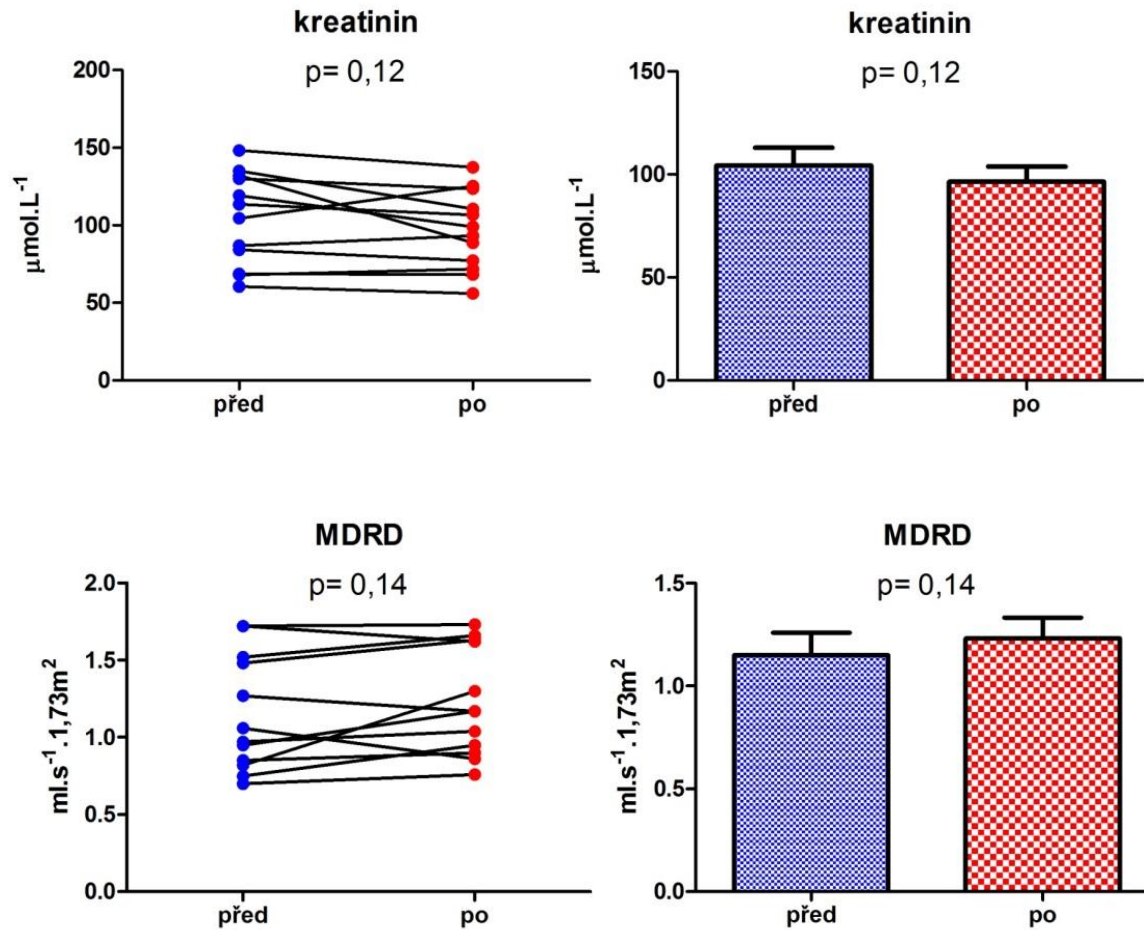 kreatinin
p= 0,12
200
150
100
50
0
µmol.L⁻¹
před po
kreatinin
p= 0,12
150
100
50
0
µmol.L⁻¹
před po
MDRD
p= 0,14
2.0
1.5
1.0
0.5
0.0
ml.s⁻¹.1,73m²
před po
MDRD
p= 0,14
1.5
1.0
0.5
0.0
ml.s⁻¹.1,73m²
před po